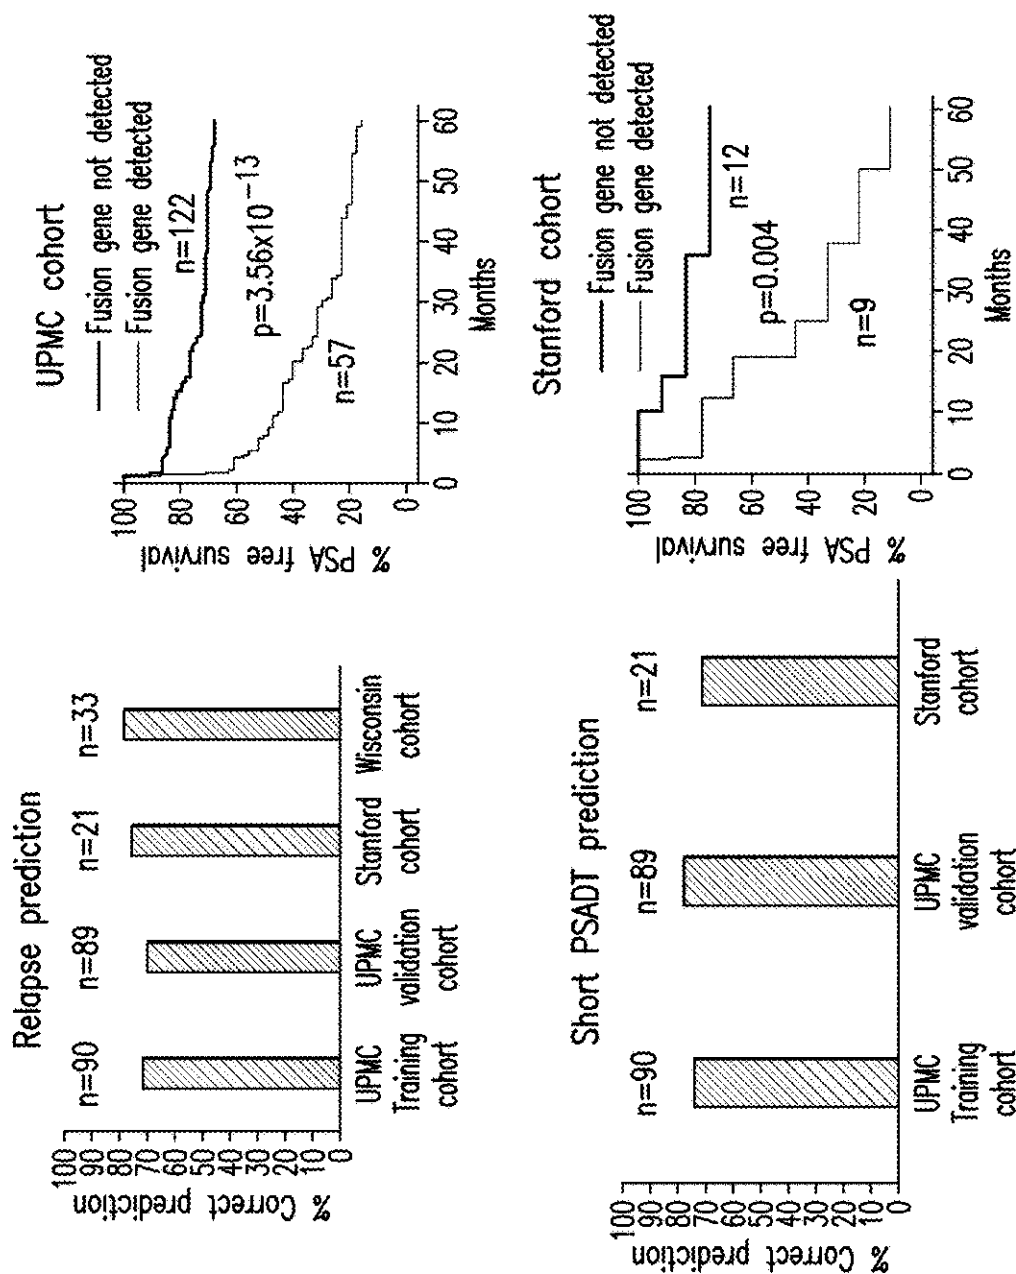 Relapse prediction
% Correct prediction
100
90
80
70
60
50
40
30
20
10
0
n=90
n=89
n=21
n=33
UPMC
Training
cohort
UPMC
validation
cohort
Stanford
cohort
Wisconsin
cohort
UPMC cohort
Fusion gene not detected
Fusion gene detected
% PSA free survival
100
80
60
40
20
0
n=122
p=3.56x10⁻¹³
n=57
0
10
20
30
40
50
60
Months
Short PSADT prediction
% Correct prediction
100
90
80
70
60
50
40
30
20
10
0
n=90
n=89
n=21
UPMC
Training
cohort
UPMC
validation
cohort
Stanford
cohort
Stanford cohort
Fusion gene not detected
Fusion gene detected
% PSA free survival
100
80
60
40
20
0
n=12
p=0.004
n=9
0
10
20
30
40
50
60
Months